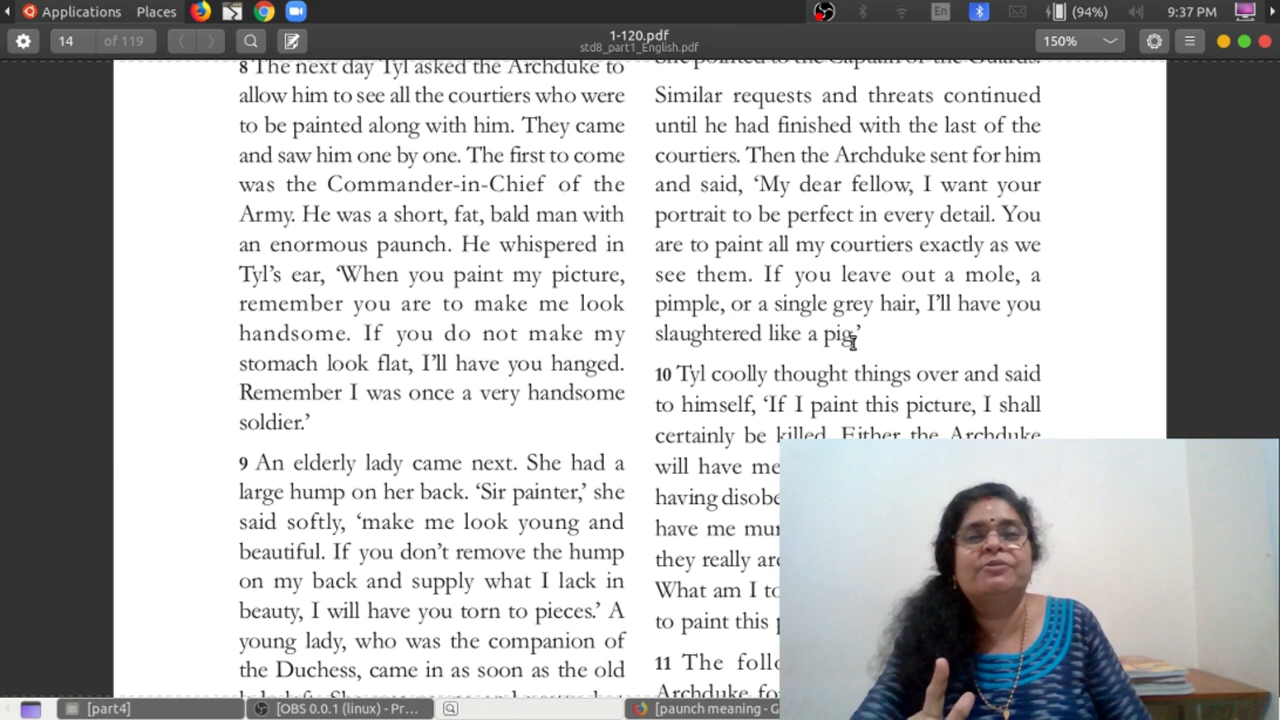 Applications Places En (94%) 9:37 PM
14 of 119 1-120.pdf 150%
std8_part1_English.pdf
8 The next day Tyl asked the Archduke to
allow him to see all the courtiers who were
to be painted along with him. They came
and saw him one by one. The first to come
was the Commander-in-Chief of the
Army. He was a short, fat, bald man with
an enormous paunch. He whispered in
Tyl’s ear, ‘When you paint my picture,
remember you are to make me look
handsome. If you do not make my
stomach look flat, I’ll have you hanged.
Remember I was once a very handsome
soldier.’
9 An elderly lady came next. She had a
large hump on her back. ‘Sir painter,’ she
said softly, ‘make me look young and
beautiful. If you don’t remove the hump
on my back and supply what I lack in
beauty, I will have you torn to pieces.’ A
young lady, who was the companion of
the Duchess, came in as soon as the old
She pointed to the Captain of the Guards.
Similar requests and threats continued
until he had finished with the last of the
courtiers. Then the Archduke sent for him
and said, ‘My dear fellow, I want your
portrait to be perfect in every detail. You
are to paint all my courtiers exactly as we
see them. If you leave out a mole, a
pimple, or a single grey hair, I’ll have you
slaughtered like a pig.’
10 Tyl coolly thought things over and said
to himself, ‘If I paint this picture, I shall
certainly be killed. Either the Archduke
will have me
having disobe
have me mur
they really are
What am I to
to paint this
11 The follo
Archduke fo
[part4] [OBS 0.0.1 (linux) - Pr... [paunch meaning - G